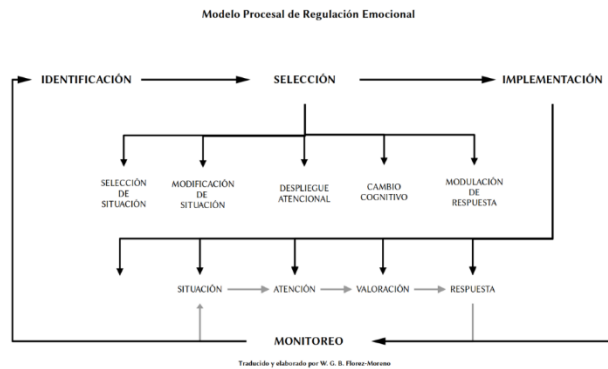 Modelo Procesal de Regulación Emocional
IDENTIFICACIÓN
SELECCIÓN
IMPLEMENTACIÓN
SELECCIÓN
DE
SITUACIÓN
MODIFICACIÓN
DE
SITUACIÓN
DESPLIEGUE
ATENCIONAL
CAMBIO
COGNITIVO
MODULACIÓN
DE
RESPUESTA
SITUACIÓN
ATENCIÓN
VALORACIÓN
RESPUESTA
MONITOREO
Traducido y elaborado por W. G. B. Florez-Moreno